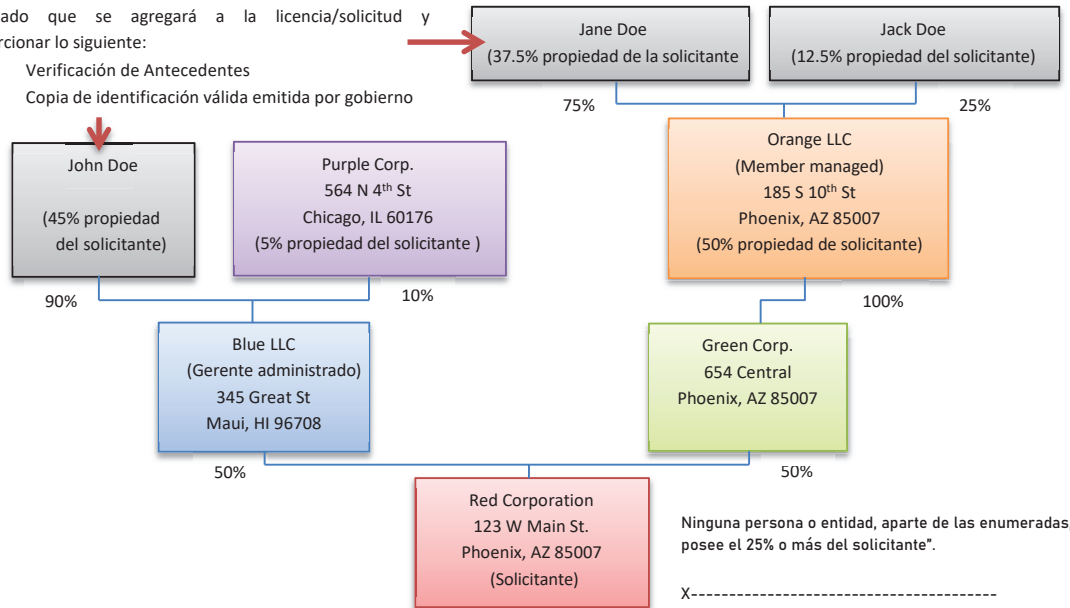 ado que se agregará a la licencia/solicitud y
rcionar lo siguiente:
Verificación de Antecedentes
Copia de identificación válida emitida por gobierno
Jane Doe
(37.5% propiedad de la solicitante
Jack Doe
(12.5% propiedad del solicitante)
75%
25%
John Doe
(45% propiedad
del solicitante)
Purple Corp.
564 N 4th St
Chicago, IL 60176
(5% propiedad del solicitante )
Orange LLC
(Member managed)
185 S 10th St
Phoenix, AZ 85007
(50% propiedad de solicitante)
90%
10%
100%
Blue LLC
(Gerente administrado)
345 Great St
Maui, HI 96708
Green Corp.
654 Central
Phoenix, AZ 85007
50%
50%
Red Corporation
123 W Main St.
Phoenix, AZ 85007
(Solicitante)
Ninguna persona o entidad, aparte de las enumeradas,
posee el 25% o más del solicitante”.
X---------------------------------------